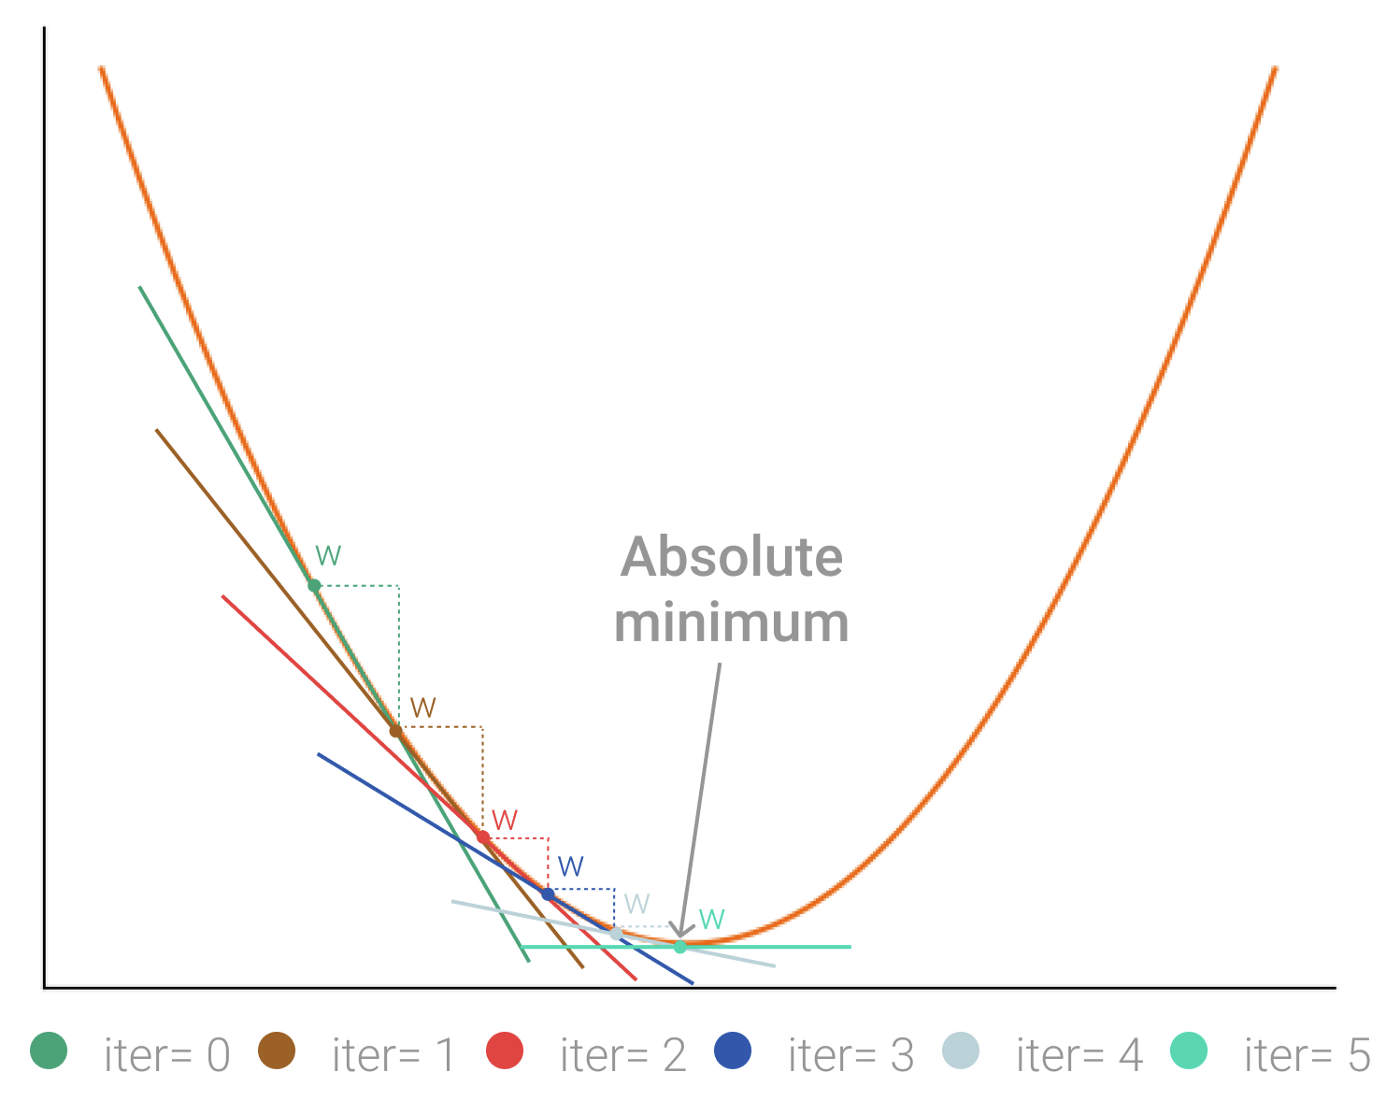 W
Absolute
minimum
W
W
W
W
W
iter= 0
iter= 1
iter= 2
iter= 3
iter= 4
iter= 5